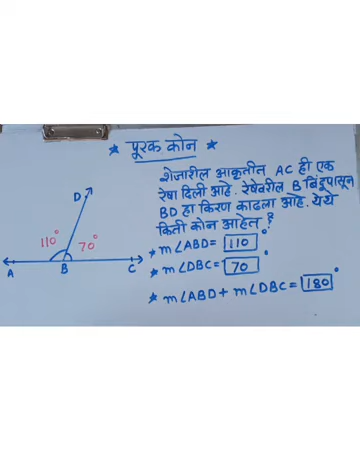 ★ पूरक कोन ★
शेजारील आकृतीत AC ही एक
रेषा दिली आहे. रेषेवरील B बिंदूपासून
BD हा किरण काढला आहे. येथे
किती कोन आहेत ?
★ m∠ABD = 110°
★ m∠DBC = 70°
★ m∠ABD + m∠DBC = 180°
D
110° 70°
A B C